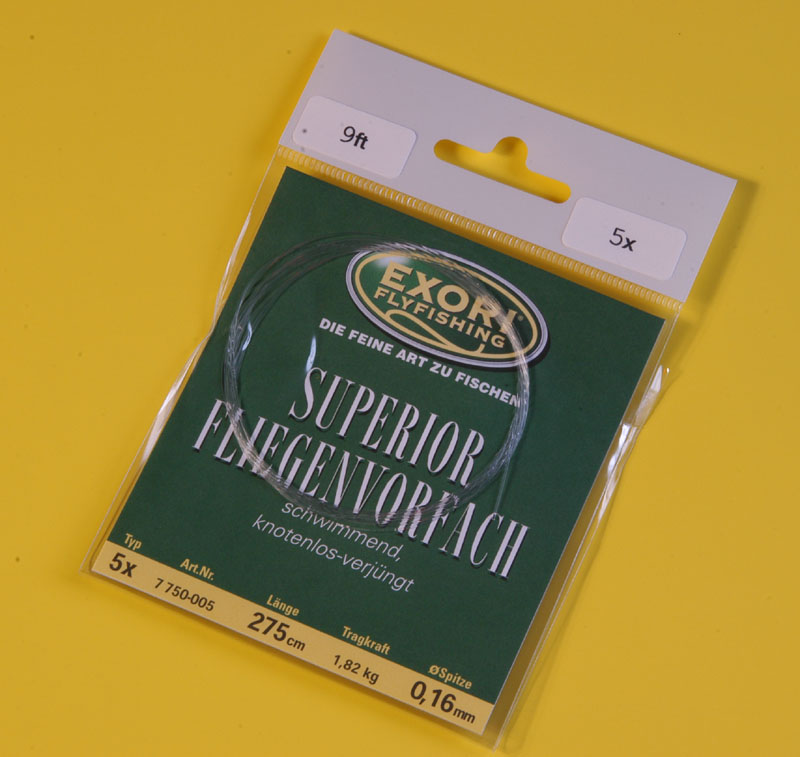 9ft
5x
EXORI®
FLYFISHING
DIE FEINE ART ZU FISCHEN
SUPERIOR
FLIEGENVORFACH
schwimmend,
knotenlos-verjüngt
Typ Art.Nr. Länge Tragkraft øSpitze
5x 7 750-005 275cm 1,82 kg 0,16mm